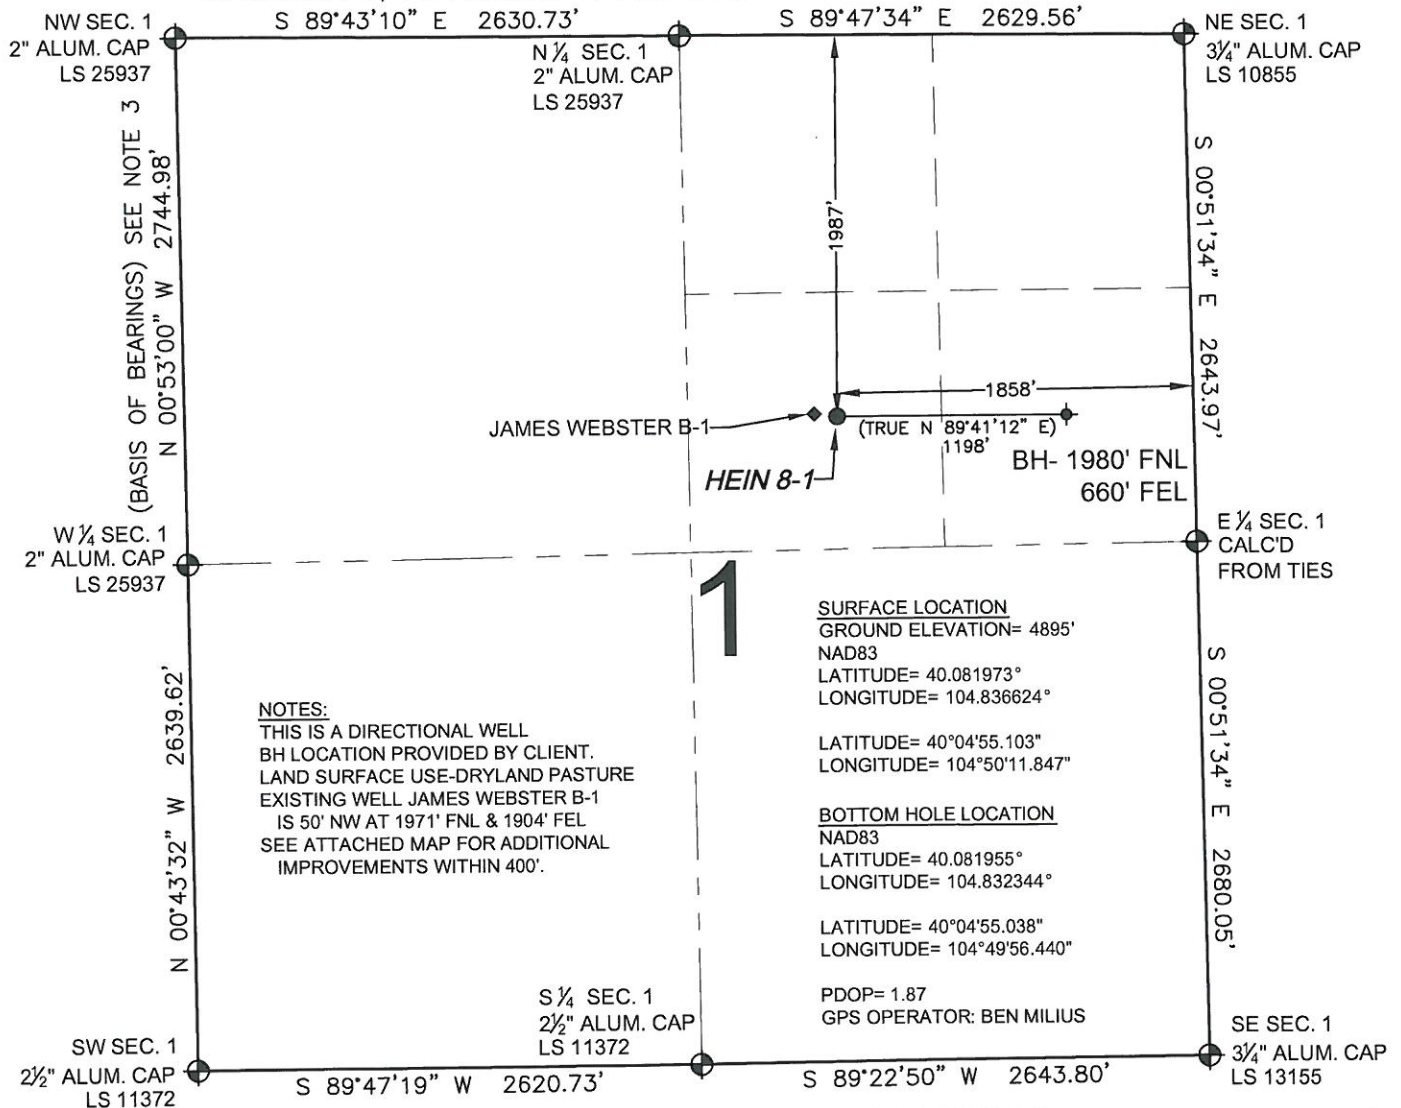 S 89°43'10" E 2630.73'
S 89°47'34" E 2629.56'
NW SEC. 1
2" ALUM. CAP
LS 25937
N ¼ SEC. 1
2" ALUM. CAP
LS 25937
NE SEC. 1
3¼" ALUM. CAP
LS 10855
(BASIS OF BEARINGS) SEE NOTE 3
N 00°53'00" W 2744.98'
S 00°51'34" E 2643.97'
1987'
1858'
JAMES WEBSTER B-1
(TRUE N 89°41'12" E)
1198'
HEIN 8-1
BH- 1980' FNL
660' FEL
W ¼ SEC. 1
2" ALUM. CAP
LS 25937
E ¼ SEC. 1
CALC'D
FROM TIES
1
SURFACE LOCATION
GROUND ELEVATION= 4895'
NAD83
LATITUDE= 40.081973°
LONGITUDE= 104.836624°
LATITUDE= 40°04'55.103"
LONGITUDE= 104°50'11.847"
BOTTOM HOLE LOCATION
NAD83
LATITUDE= 40.081955°
LONGITUDE= 104.832344°
LATITUDE= 40°04'55.038"
LONGITUDE= 104°49'56.440"
PDOP= 1.87
GPS OPERATOR: BEN MILIUS
NOTES:
THIS IS A DIRECTIONAL WELL
BH LOCATION PROVIDED BY CLIENT.
LAND SURFACE USE-DRYLAND PASTURE
EXISTING WELL JAMES WEBSTER B-1
IS 50' NW AT 1971' FNL & 1904' FEL
SEE ATTACHED MAP FOR ADDITIONAL
IMPROVEMENTS WITHIN 400'.
N 00°43'32" W 2639.62'
S 00°51'34" E 2680.05'
SW SEC. 1
2½" ALUM. CAP
LS 11372
S ¼ SEC. 1
2½" ALUM. CAP
LS 11372
SE SEC. 1
3¼" ALUM. CAP
LS 13155
S 89°47'19" W 2620.73'
S 89°22'50" W 2643.80'